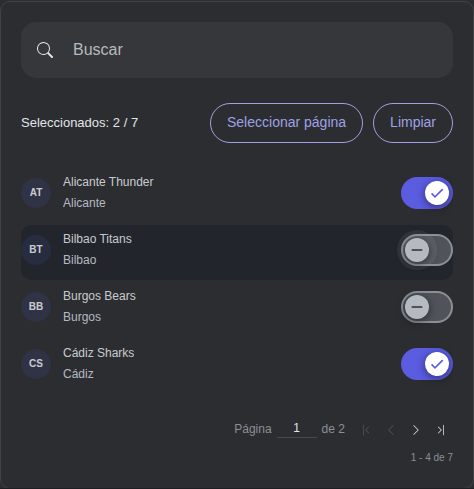 Buscar
Seleccionados: 2 / 7
Seleccionar página
Limpiar
AT
Alicante Thunder
Alicante
BT
Bilbao Titans
Bilbao
BB
Burgos Bears
Burgos
CS
Cádiz Sharks
Cádiz
Página 1 de 2
1 - 4 de 7